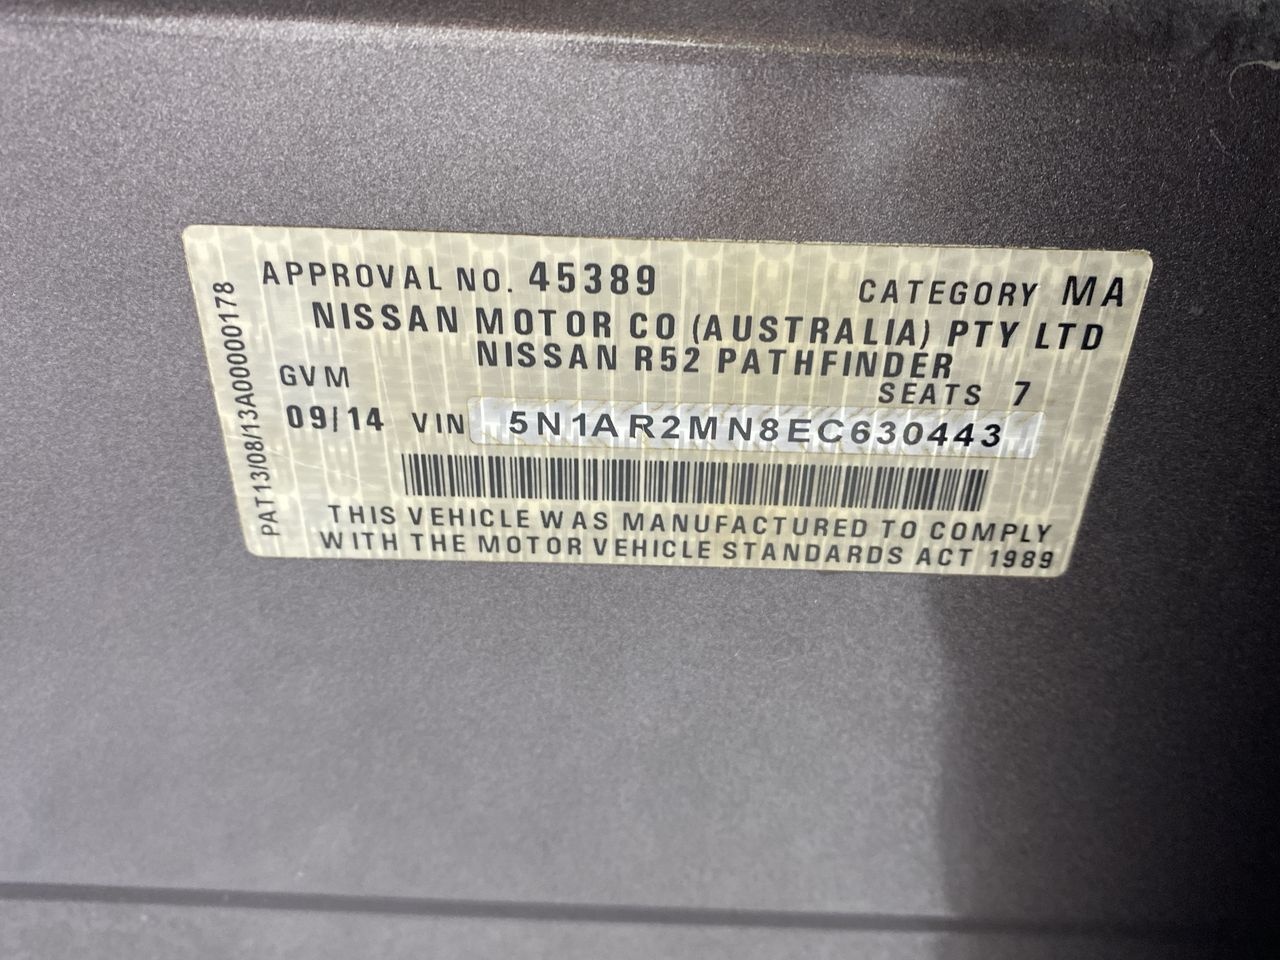 APPROVAL NO. 45389 CATEGORY MA
NISSAN MOTOR CO (AUSTRALIA) PTY LTD
NISSAN R52 PATHFINDER
GVM SEATS 7
09/14 VIN 5N1AR2MN8EC630443
THIS VEHICLE WAS MANUFACTURED TO COMPLY
WITH THE MOTOR VEHICLE STANDARDS ACT 1989
PAT13/08/13A00000178